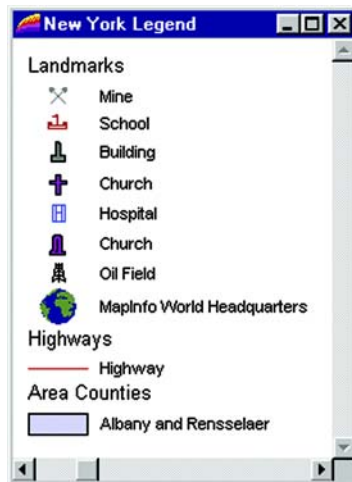 New York Legend
Landmarks
Mine
School
Building
Church
Hospital
Church
Oil Field
MapInfo World Headquarters
Highways
Highway
Area Counties
Albany and Rensselaer